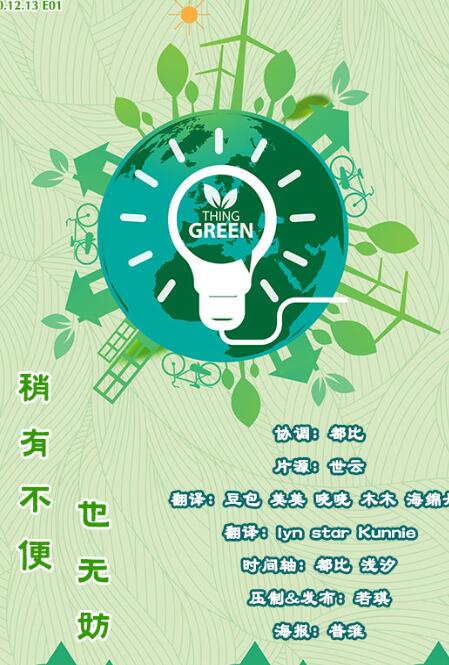 0.12.13 E01
THING
GREEN
稍有不便
也无妨
协调：都比
片源：世云
翻译：豆包 美美 晓晓 木木 海绵
翻译：lyn star Kunnie
时间轴：都比 浅汐
压制&发布：若琪
海报：普淮